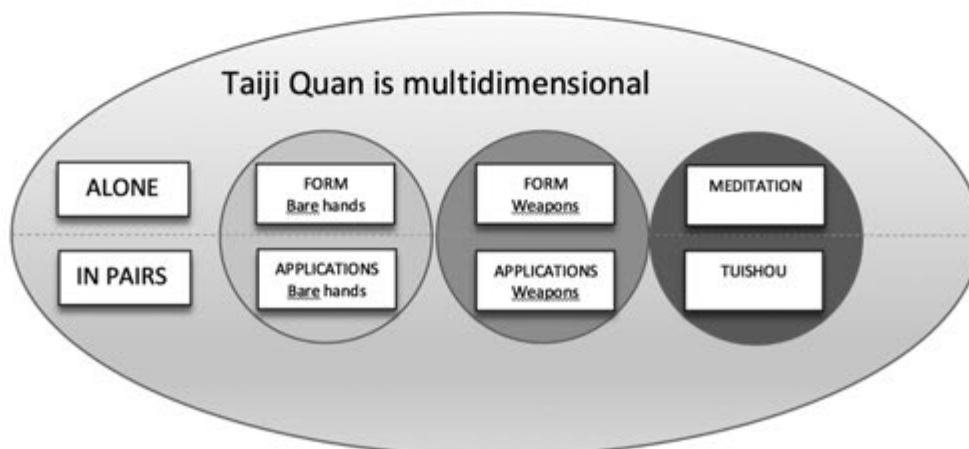 Taiji Quan is multidimensional
ALONE
FORM
Bare hands
FORM
Weapons
MEDITATION
IN PAIRS
APPLICATIONS
Bare hands
APPLICATIONS
Weapons
TUISHOU